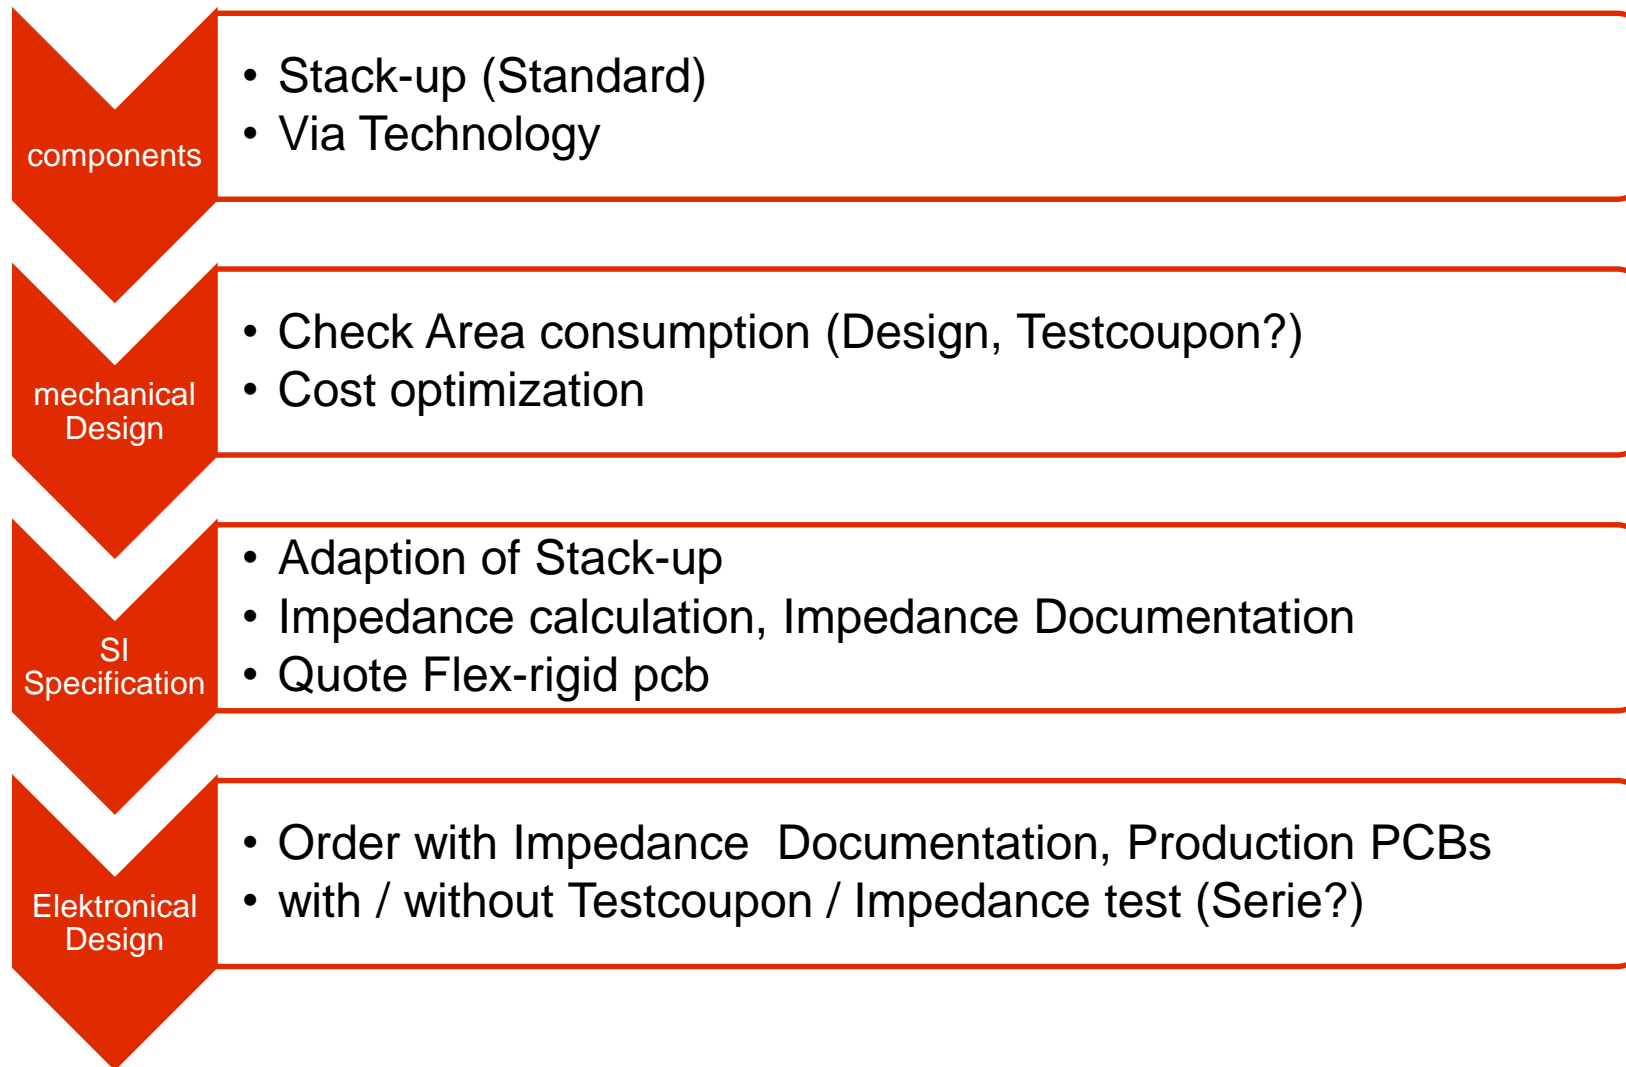 components
• Stack-up (Standard)
• Via Technology
mechanical
Design
• Check Area consumption (Design, Testcoupon?)
• Cost optimization
SI
Specification
• Adaption of Stack-up
• Impedance calculation, Impedance Documentation
• Quote Flex-rigid pcb
Elektronical
Design
• Order with Impedance  Documentation, Production PCBs
• with / without Testcoupon / Impedance test (Serie?)